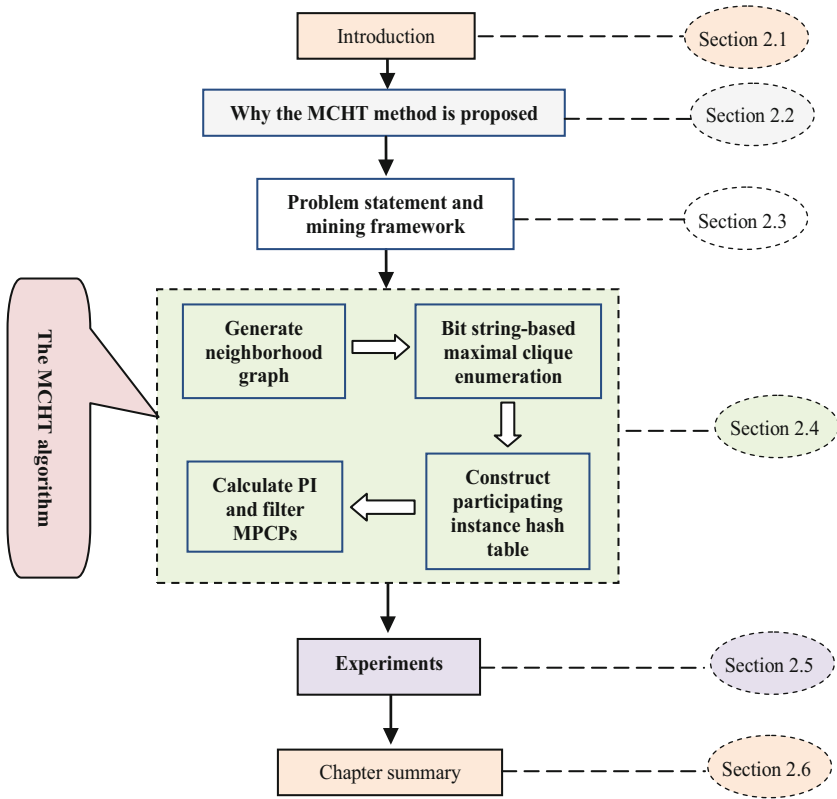 Introduction
Section 2.1
Why the MCHT method is proposed
Section 2.2
Problem statement and
mining framework
Section 2.3
The MCHT algorithm
Generate
neighborhood
graph
Bit string-based
maximal clique
enumeration
Section 2.4
Construct
participating
instance hash
table
Calculate PI
and filter
MPCPs
Experiments
Section 2.5
Chapter summary
Section 2.6